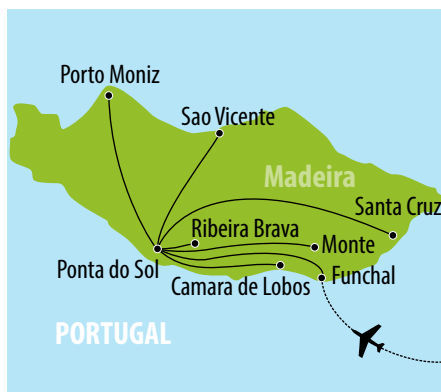 Porto Moniz
Sao Vicente
Madeira
Santa Cruz
Ribeira Brava
Monte
Ponta do Sol
Funchal
Camara de Lobos
PORTUGAL